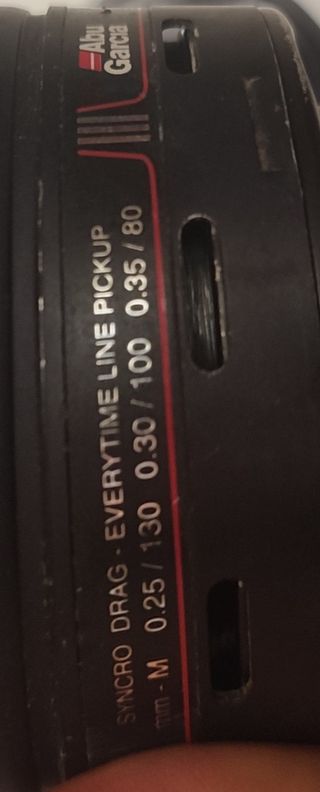 Abu
Garcia
SYNCRO DRAG - EVERYTIME LINE PICKUP
mm - M 0.25 / 130 0.30 / 100 0.35 / 80